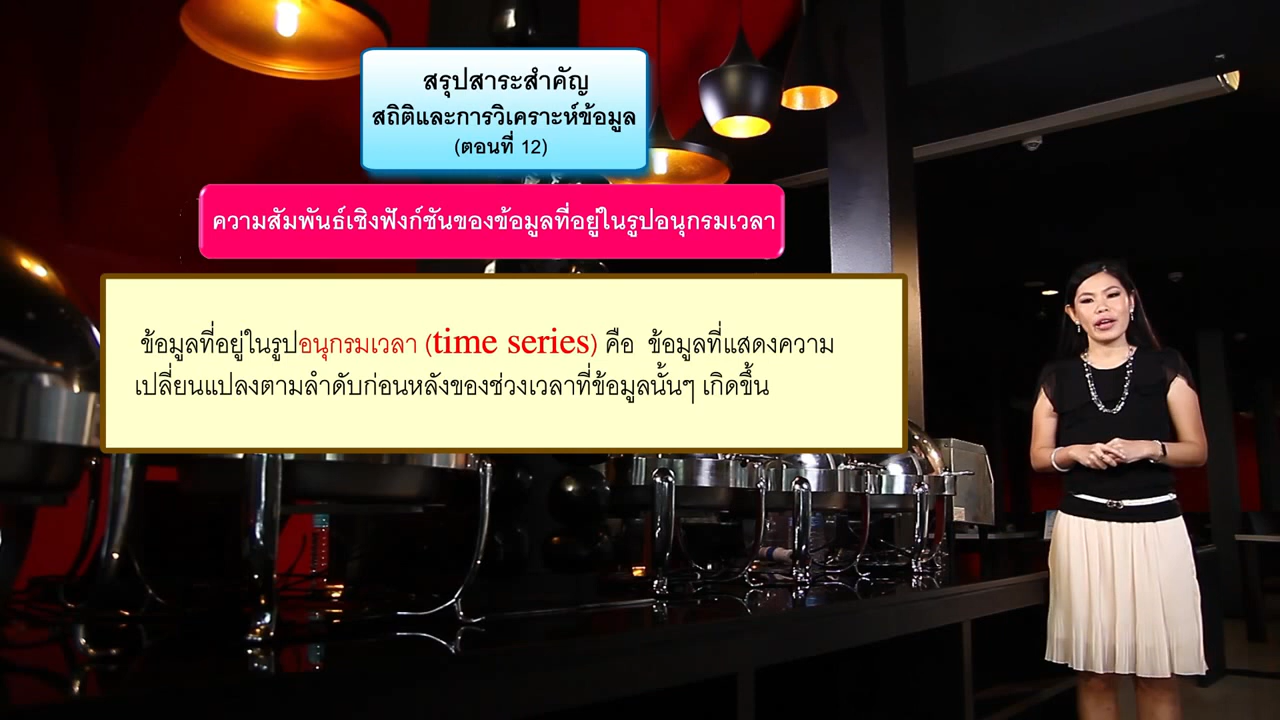 สรุปสาระสำคัญ
สถิติและการวิเคราะห์ข้อมูล
(ตอนที่ 12)
ความสัมพันธ์เชิงฟังก์ชันของข้อมูลที่อยู่ในรูปอนุกรมเวลา
ข้อมูลที่อยู่ในรูปอนุกรมเวลา (time series) คือ ข้อมูลที่แสดงความ
เปลี่ยนแปลงตามลำดับก่อนหลังของช่วงเวลาที่ข้อมูลนั้นๆ เกิดขึ้น